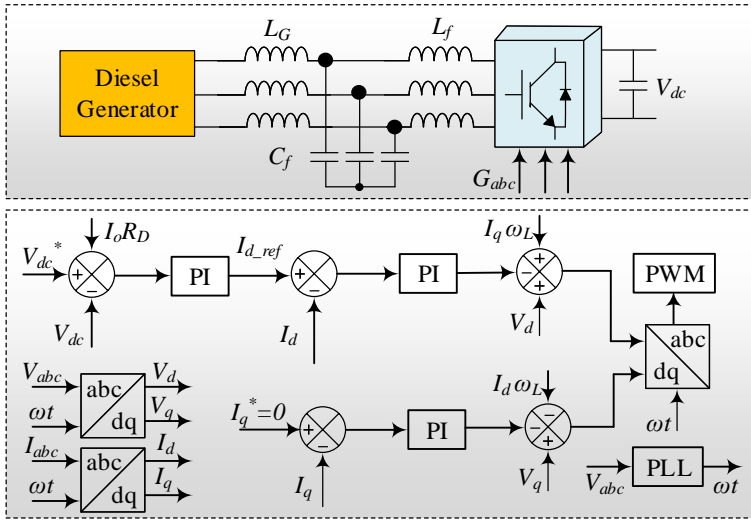 L_G
L_f
Diesel
Generator
V_dc
C_f
G_abc
I_oR_D
V_dc*
+
−
PI
I_d_ref
+
−
PI
I_qω_L
+
−
+
V_dc
I_d
V_d
PWM
abc
dq
ωt
V_abc
abc
V_d
ωt
dq
V_q
I_abc
abc
I_d
ωt
dq
I_q
I_q*=0
+
−
PI
I_dω_L
−
−
+
I_q
V_q
V_abc
PLL
ωt